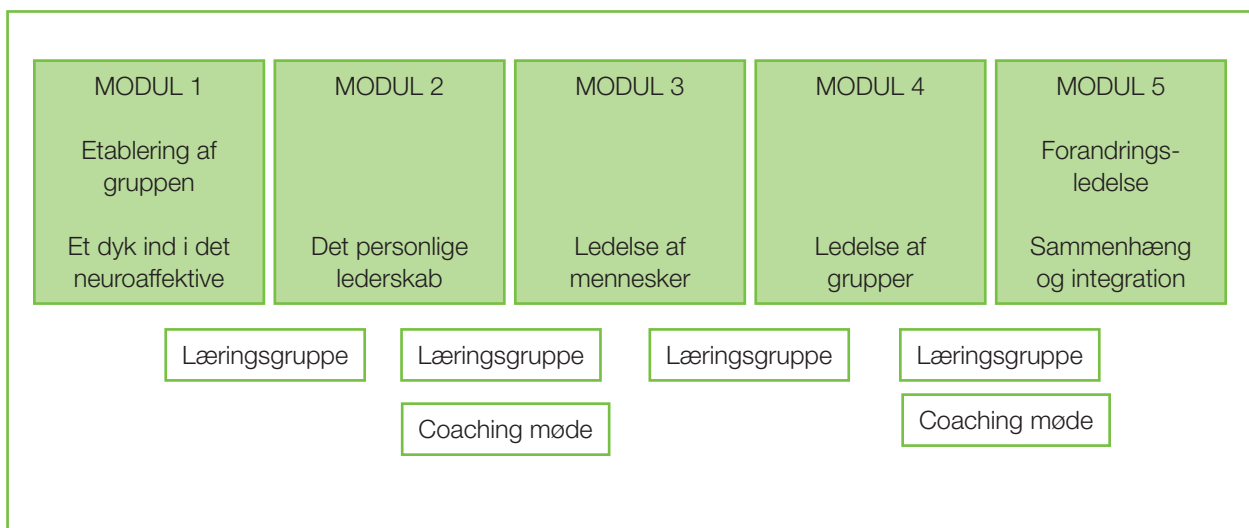 MODUL 1
Etablering af
gruppen
Et dyk ind i det
neuroaffektive
MODUL 2
Det personlige
lederskab
MODUL 3
Ledelse af
mennesker
MODUL 4
Ledelse af
grupper
MODUL 5
Forandrings-
ledelse
Sammenhæng
og integration
Læringsgruppe
Læringsgruppe
Læringsgruppe
Læringsgruppe
Coaching møde
Coaching møde